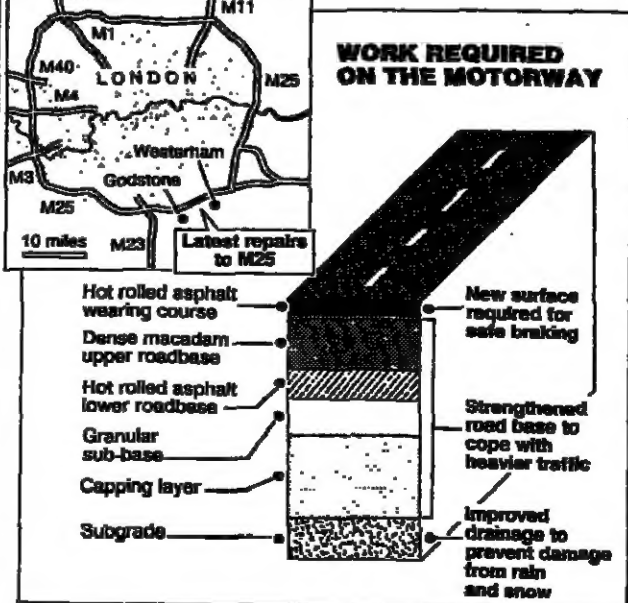 M11
M1
M40
LONDON
M25
M4
Westerham
M3
Godstone
M25
10 miles
M23
Latest repairs
to M25
WORK REQUIRED
ON THE MOTORWAY
Hot rolled asphalt
wearing course
Dense macadam
upper roadbase
Hot rolled asphalt
lower roadbase
Granular
sub-base
Capping layer
Subgrade
New surface
required for
safe braking
Strengthened
road base to
cope with
heavier traffic
Improved
drainage to
prevent damage
from rain
and snow